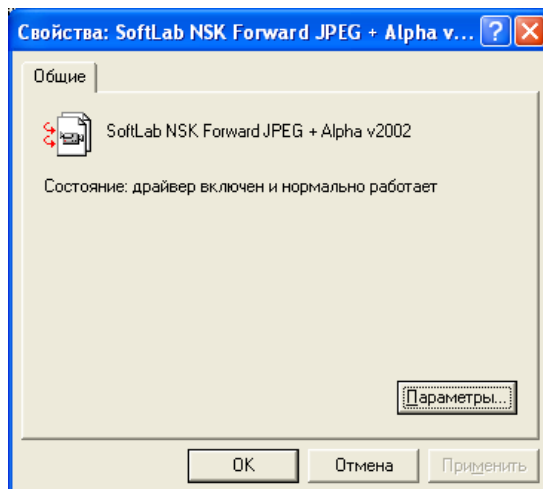 Свойства: SoftLab NSK Forward JPEG + Alpha v...
Общие
SoftLab NSK Forward JPEG + Alpha v2002
Состояние: драйвер включен и нормально работает
Параметры...
OK Отмена Применить